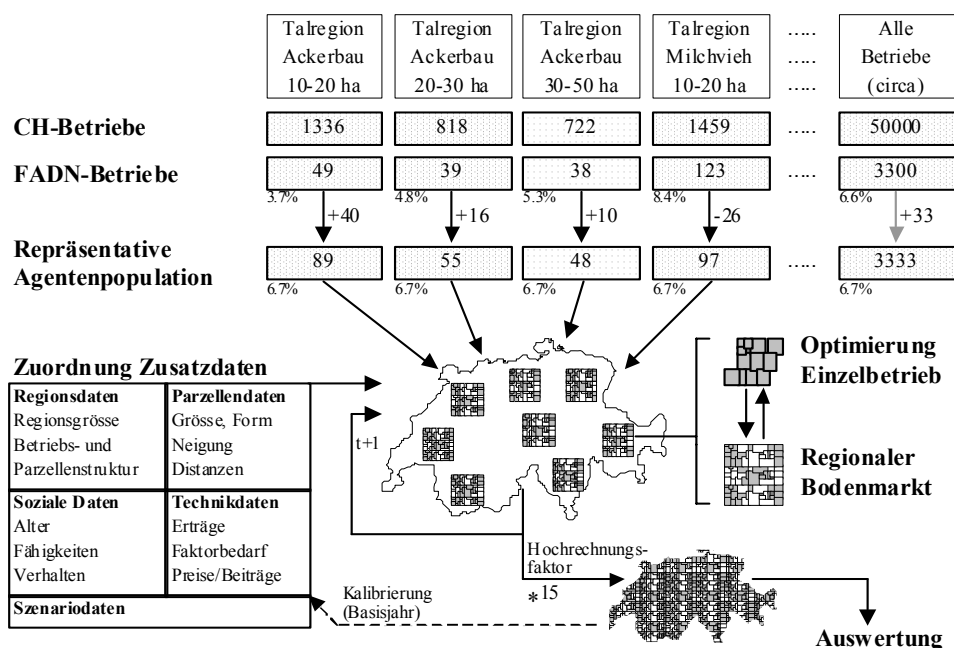 Talregion Talregion Talregion Talregion ..... Alle
Ackerbau Ackerbau Ackerbau Milchvieh ..... Betriebe
10-20 ha 20-30 ha 30-50 ha 10-20 ha ..... (circa)
CH-Betriebe 1336 818 722 1459 ..... 50000
FADN-Betriebe 49 39 38 123 ..... 3300
3.7% 4.8% 5.3% 8.4% 6.6%
+40 +16 +10 -26 +33
Repräsentative
Agentenpopulation 89 55 48 97 ..... 3333
6.7% 6.7% 6.7% 6.7% 6.7%
Zuordnung Zusatzdaten
Regionsdaten
Regionsgrösse
Betriebs- und
Parzellenstruktur
Parzellendaten
Grösse, Form
Neigung
Distanzen
Soziale Daten
Alter
Fähigkeiten
Verhalten
Technikdaten
Erträge
Faktorbedarf
Preise/Beiträge
Szenariodaten
t+1
Optimierung
Einzelbetrieb
Regionaler
Bodenmarkt
Hochrechnungs-
faktor
*15
Kalibrierung
(Basisjahr)
Auswertung